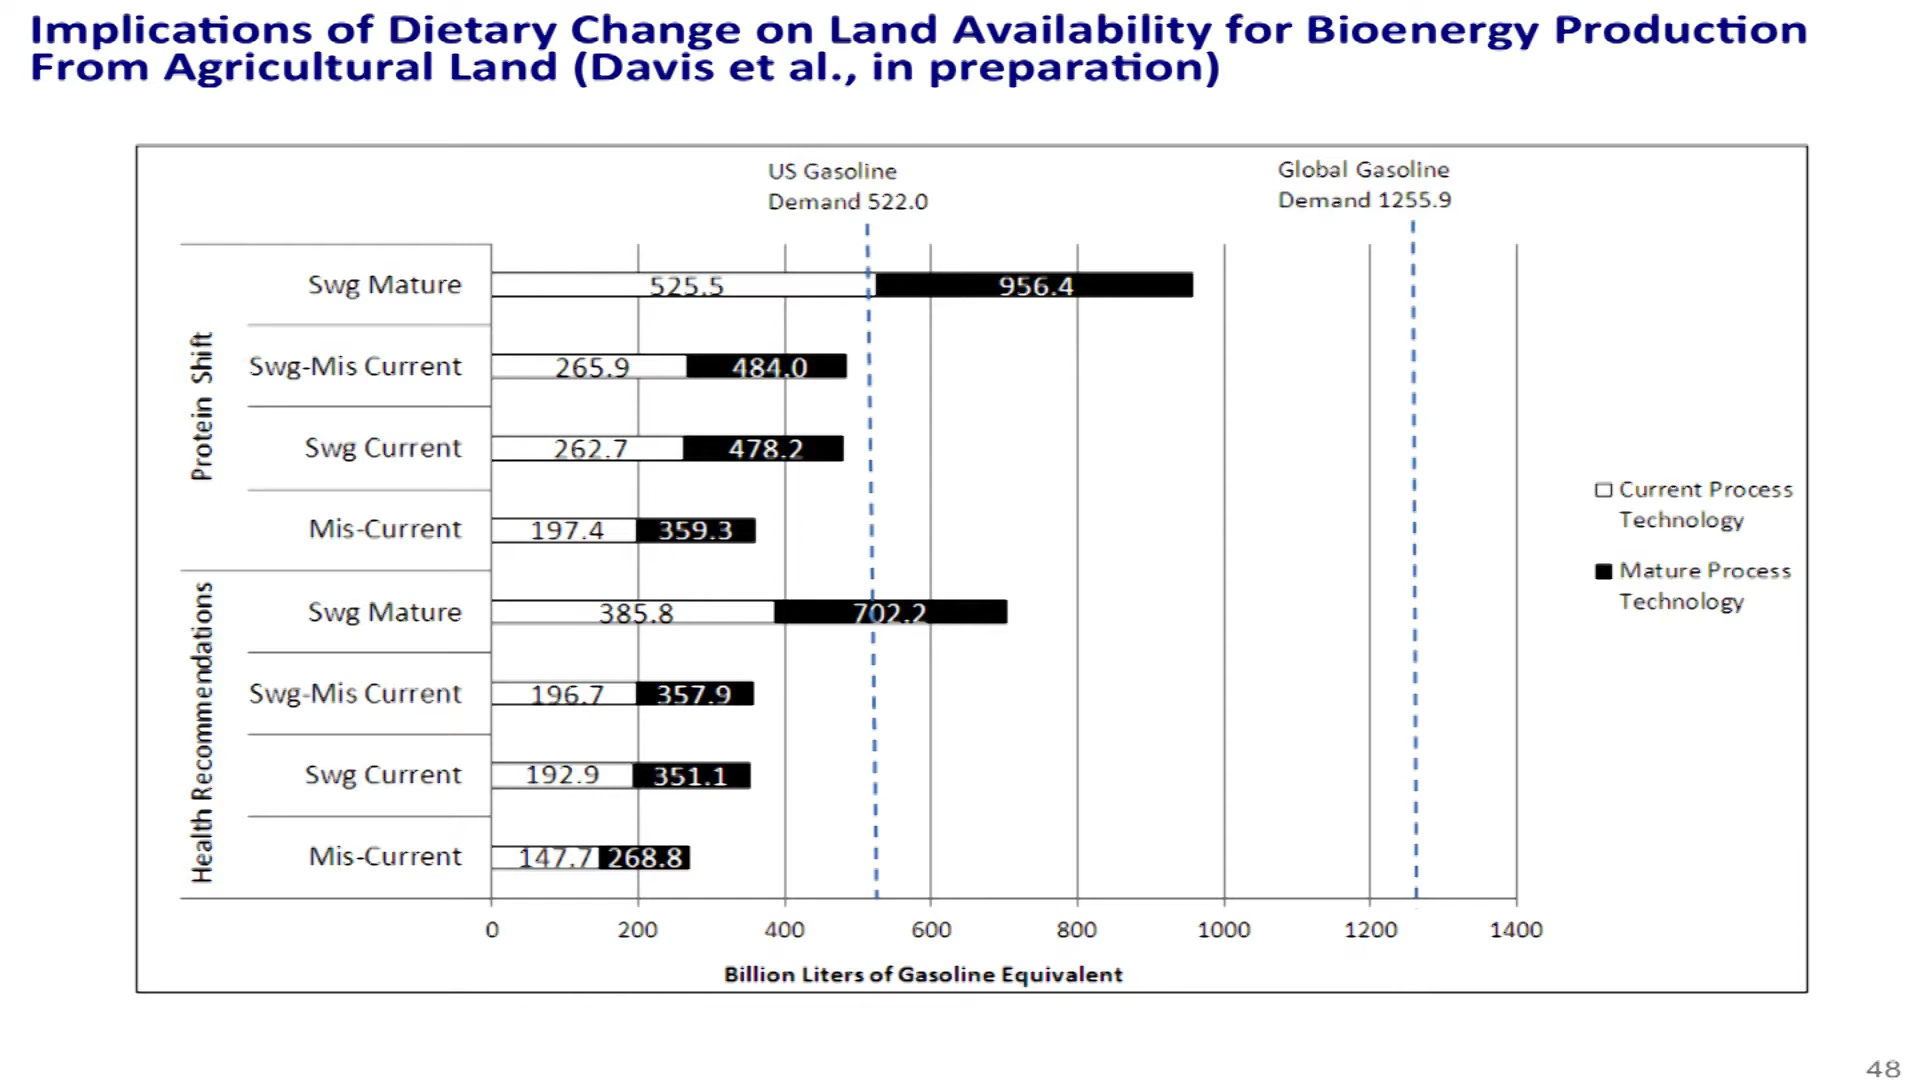 Implications of Dietary Change on Land Availability for Bioenergy Production
From Agricultural Land (Davis et al., in preparation)
US Gasoline
Demand 522.0
Global Gasoline
Demand 1255.9
Protein Shift
Swg Mature
525.5
956.4
Swg-Mis Current
265.9
484.0
Swg Current
262.7
478.2
Mis-Current
197.4
359.3
Health Recommendations
Swg Mature
385.8
702.2
Swg-Mis Current
196.7
357.9
Swg Current
192.9
351.1
Mis-Current
147.7
268.8
Current Process
Technology
Mature Process
Technology
0 200 400 600 800 1000 1200 1400
Billion Liters of Gasoline Equivalent
48